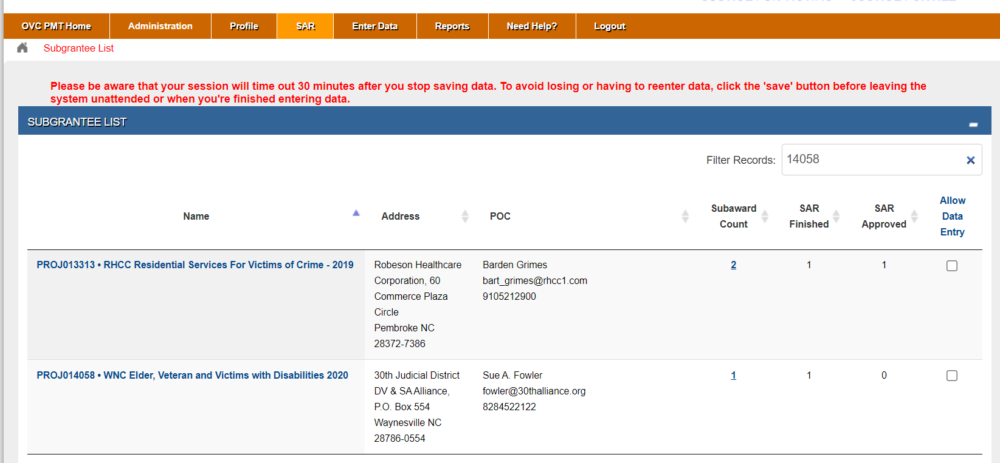 OVC PMT Home Administration Profile SAR Enter Data Reports Need Help? Logout
Subgrantee List
Please be aware that your session will time out 30 minutes after you stop saving data. To avoid losing or having to reenter data, click the 'save' button before leaving the
system unattended or when you're finished entering data.
SUBGRANTEE LIST
Filter Records: 14058
Name
Address
POC
Subaward
Count
SAR
Finished
SAR
Approved
Allow
Data
Entry
PROJ013313 • RHCC Residential Services For Victims of Crime - 2019
Robeson Healthcare
Corporation, 60
Commerce Plaza
Circle
Pembroke NC
28372-7386
Barden Grimes
bart_grimes@rhcc1.com
9105212900
2
1
1
PROJ014058 • WNC Elder, Veteran and Victims with Disabilities 2020
30th Judicial District
DV & SA Alliance,
P.O. Box 554
Waynesville NC
28786-0554
Sue A. Fowler
fowler@30thalliance.org
8284522122
1
1
0